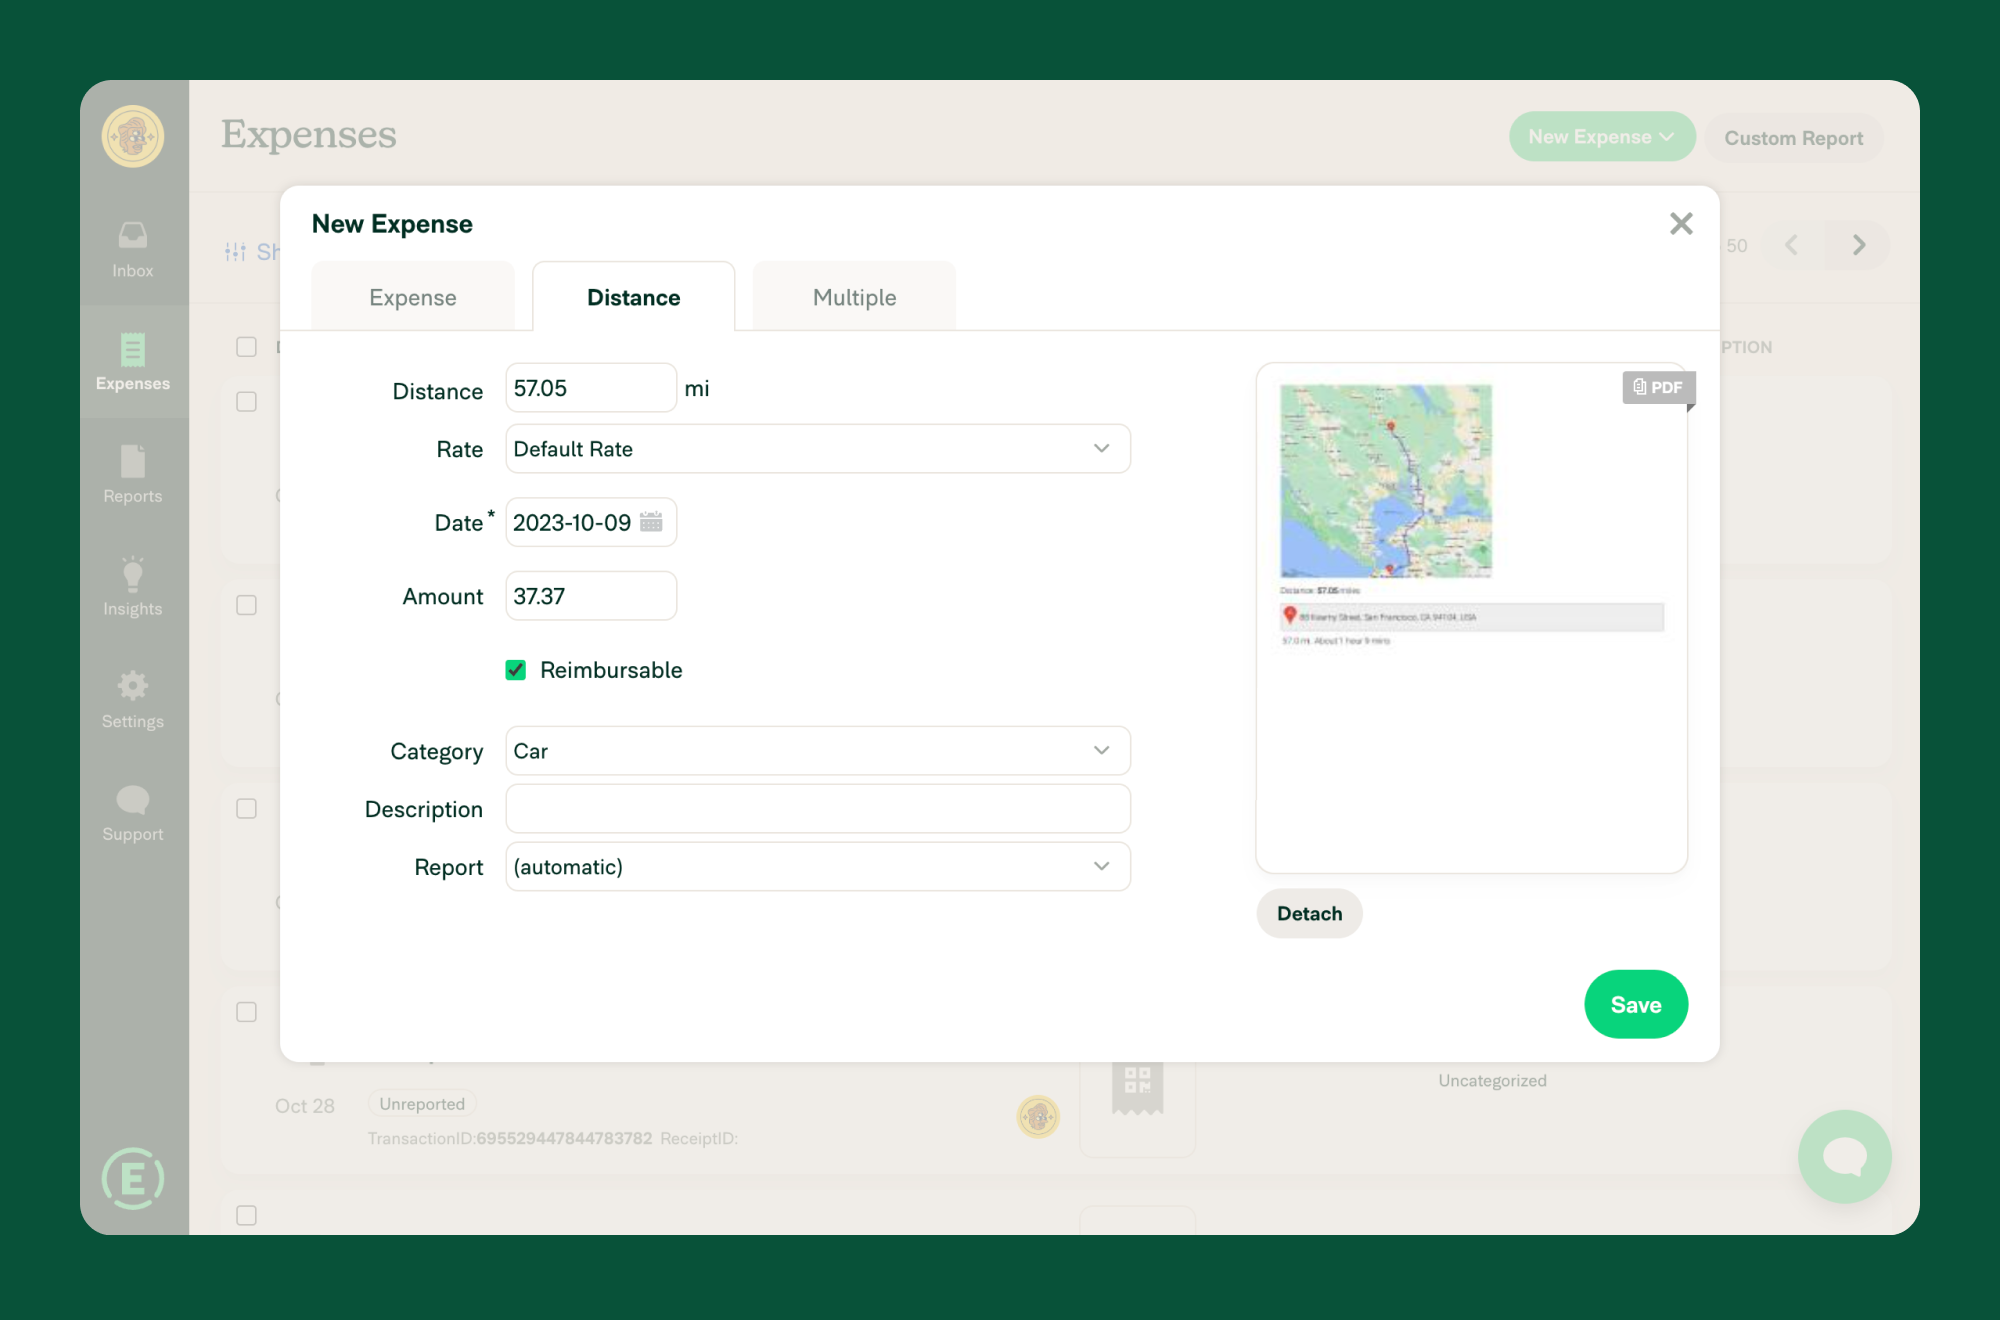 Expenses
New Expense
Custom Report
Inbox
Expenses
Reports
Insights
Settings
Support
Sh
50
PTION
New Expense
Expense
Distance
Multiple
Distance
57.05
mi
Rate
Default Rate
Date*
2023-10-09
Amount
37.37
Reimbursable
Category
Car
Description
Report
(automatic)
PDF
Distance: 57.05 miles
Street, San Francisco, CA 94104, USA
57.0 mi. About 1 hour 9 mins
Detach
Save
Uncategorized
Oct 28
Unreported
TransactionID:695529447844783782 ReceiptID:
E